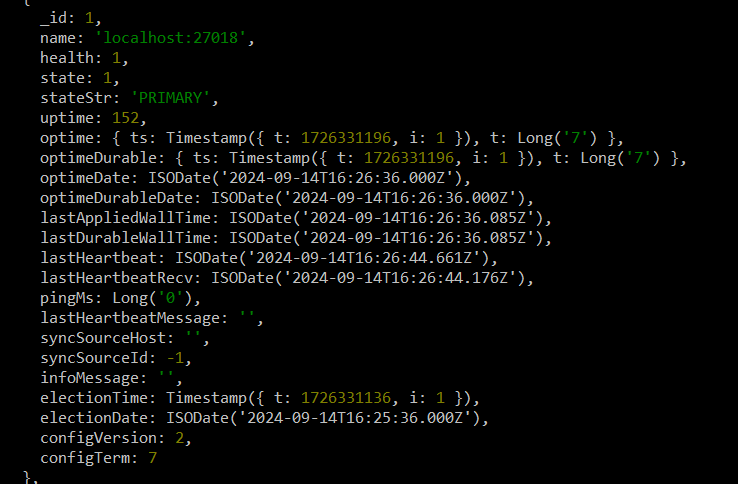 {
_id: 1,
name: 'localhost:27018',
health: 1,
state: 1,
stateStr: 'PRIMARY',
uptime: 152,
optime: { ts: Timestamp({ t: 1726331196, i: 1 }), t: Long('7') },
optimeDurable: { ts: Timestamp({ t: 1726331196, i: 1 }), t: Long('7') },
optimeDate: ISODate('2024-09-14T16:26:36.000Z'),
optimeDurableDate: ISODate('2024-09-14T16:26:36.000Z'),
lastAppliedWallTime: ISODate('2024-09-14T16:26:36.085Z'),
lastDurableWallTime: ISODate('2024-09-14T16:26:36.085Z'),
lastHeartbeat: ISODate('2024-09-14T16:26:44.661Z'),
lastHeartbeatRecv: ISODate('2024-09-14T16:26:44.176Z'),
pingMs: Long('0'),
lastHeartbeatMessage: '',
syncSourceHost: '',
syncSourceId: -1,
infoMessage: '',
electionTime: Timestamp({ t: 1726331136, i: 1 }),
electionDate: ISODate('2024-09-14T16:25:36.000Z'),
configVersion: 2,
configTerm: 7
},